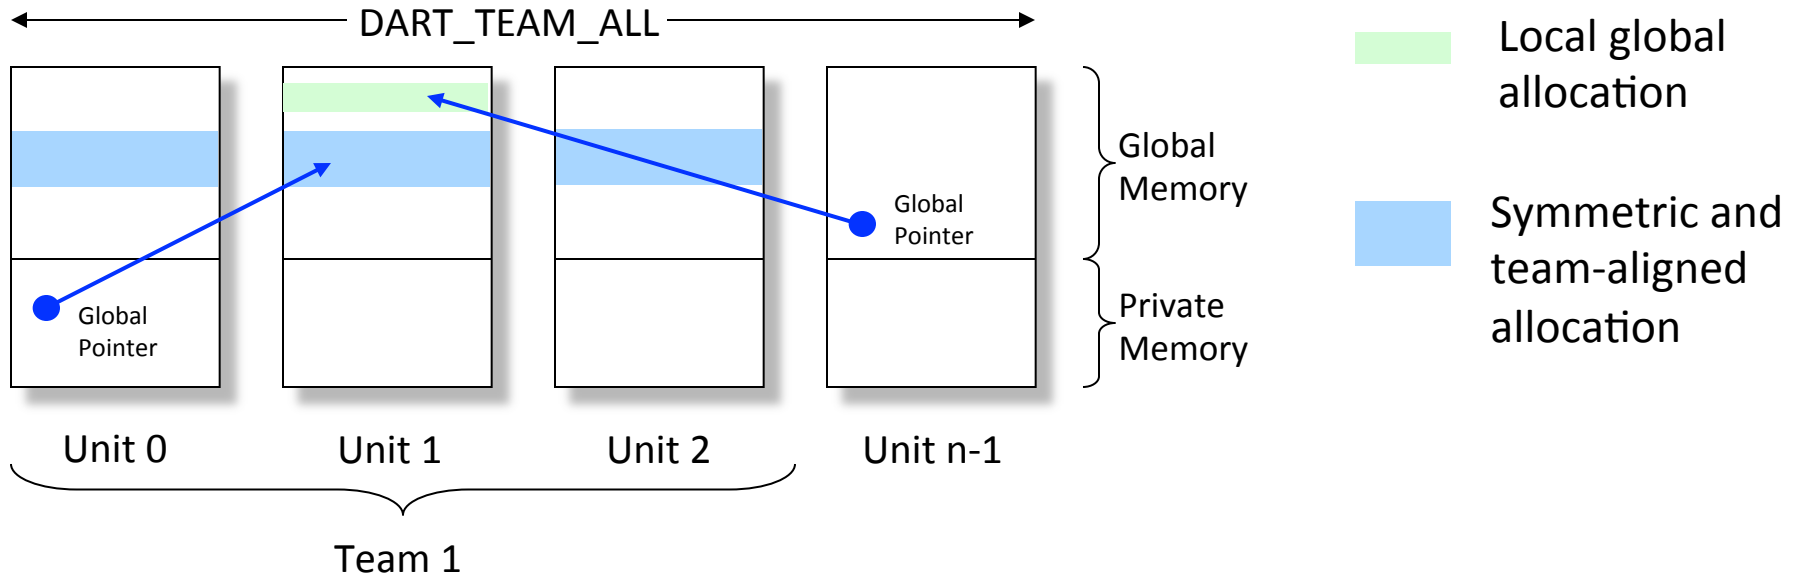 DART_TEAM_ALL
Local global
allocation
Global
Memory
Global
Pointer
Symmetric and
team-aligned
allocation
Global
Pointer
Private
Memory
Unit 0
Unit 1
Unit 2
Unit n-1
Team 1